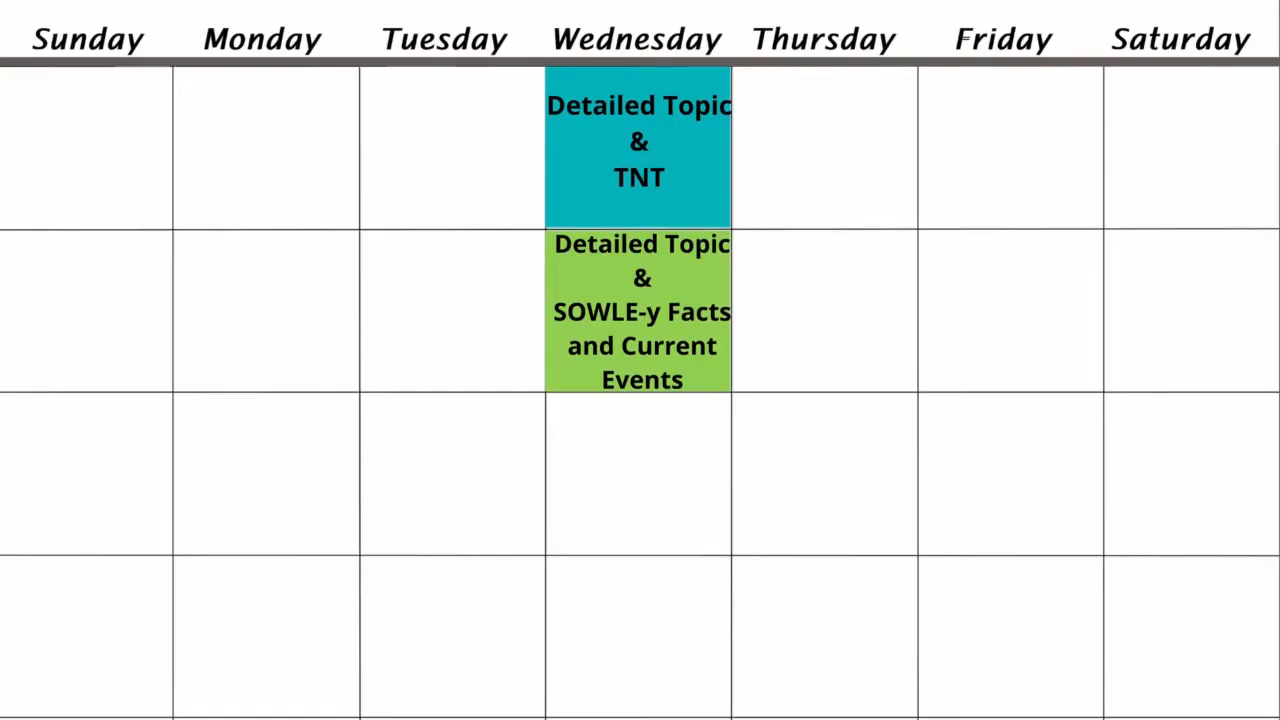 Sunday Monday Tuesday Wednesday Thursday Friday Saturday
Detailed Topic
&
TNT
Detailed Topic
&
SOWLE-y Facts
and Current
Events